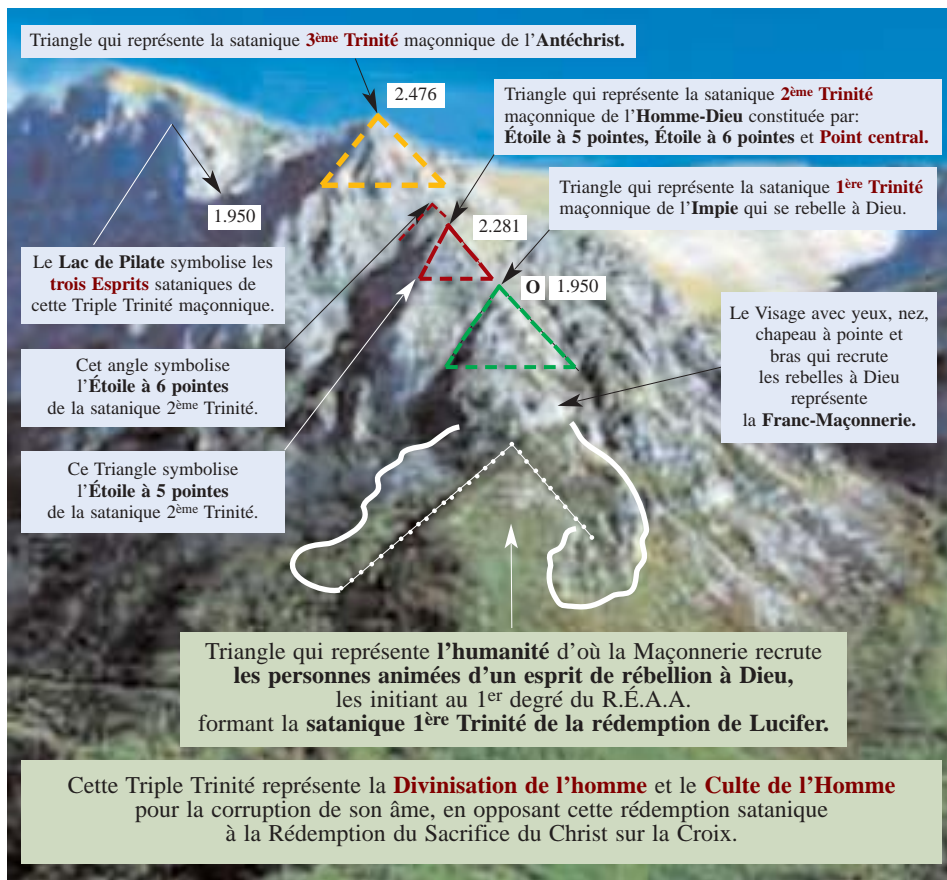 Triangle qui représente la satanique 3ème Trinité maçonnique de l'Antéchrist.
2.476
Triangle qui représente la satanique 2ème Trinité
maçonnique de l'Homme-Dieu constituée par:
Étoile à 5 pointes, Étoile à 6 pointes et Point central.
Triangle qui représente la satanique 1ère Trinité
maçonnique de l'Impie qui se rebelle à Dieu.
1.950
2.281
Le Lac de Pilate symbolise les
trois Esprits sataniques de
cette Triple Trinité maçonnique.
O 1.950
Le Visage avec yeux, nez,
chapeau à pointe et
bras qui recrute
les rebelles à Dieu
représente
la Franc-Maçonnerie.
Cet angle symbolise
l'Étoile à 6 pointes
de la satanique 2ème Trinité.
Ce Triangle symbolise
l'Étoile à 5 pointes
de la satanique 2ème Trinité.
Triangle qui représente l'humanité d'où la Maçonnerie recrute
les personnes animées d'un esprit de rébellion à Dieu,
les initiant au 1er degré du R.É.A.A.
formant la satanique 1ère Trinité de la rédemption de Lucifer.
Cette Triple Trinité représente la Divinisation de l'homme et le Culte de l'Homme
pour la corruption de son âme, en opposant cette rédemption satanique
à la Rédemption du Sacrifice du Christ sur la Croix.